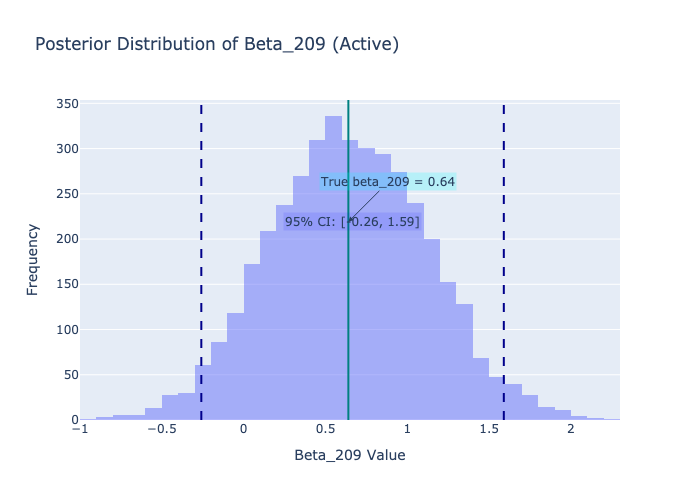 Posterior Distribution of Beta_209 (Active)
350
300
True beta_209 = 0.64
250
95% CI: [-0.26, 1.59]
200
150
100
50
0
−1 −0.5 0 0.5 1 1.5 2
Frequency
Beta_209 Value